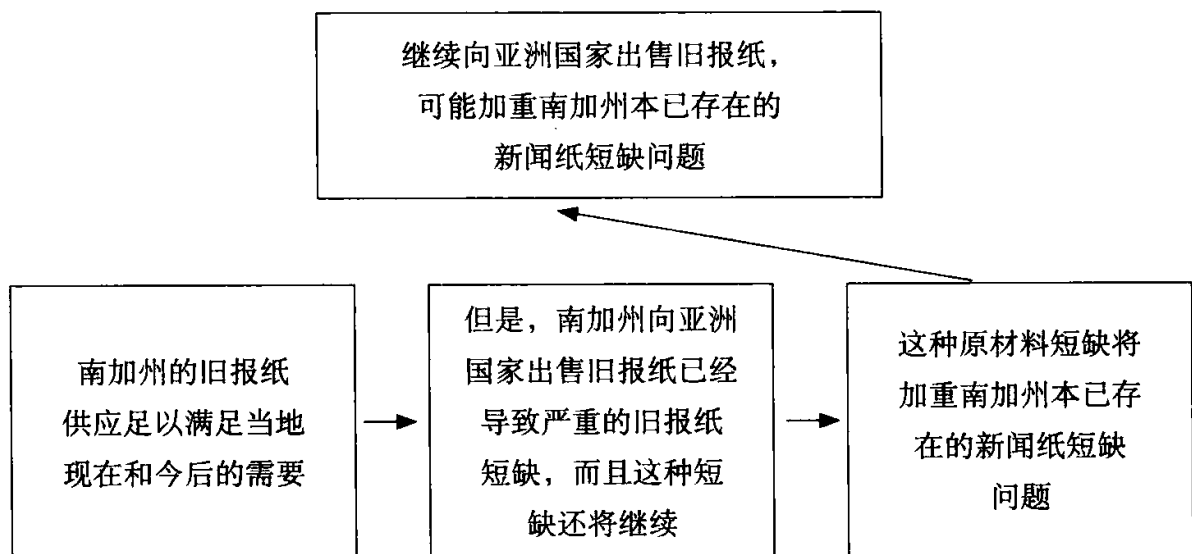 继续向亚洲国家出售旧报纸，
可能加重南加州本已存在的
新闻纸短缺问题
南加州的旧报纸
供应足以满足当地
现在和今后的需要
但是，南加州向亚洲
国家出售旧报纸已经
导致严重的旧报纸
短缺，而且这种短
缺还将继续
这种原材料短缺将
加重南加州本已存
在的新闻纸短缺
问题